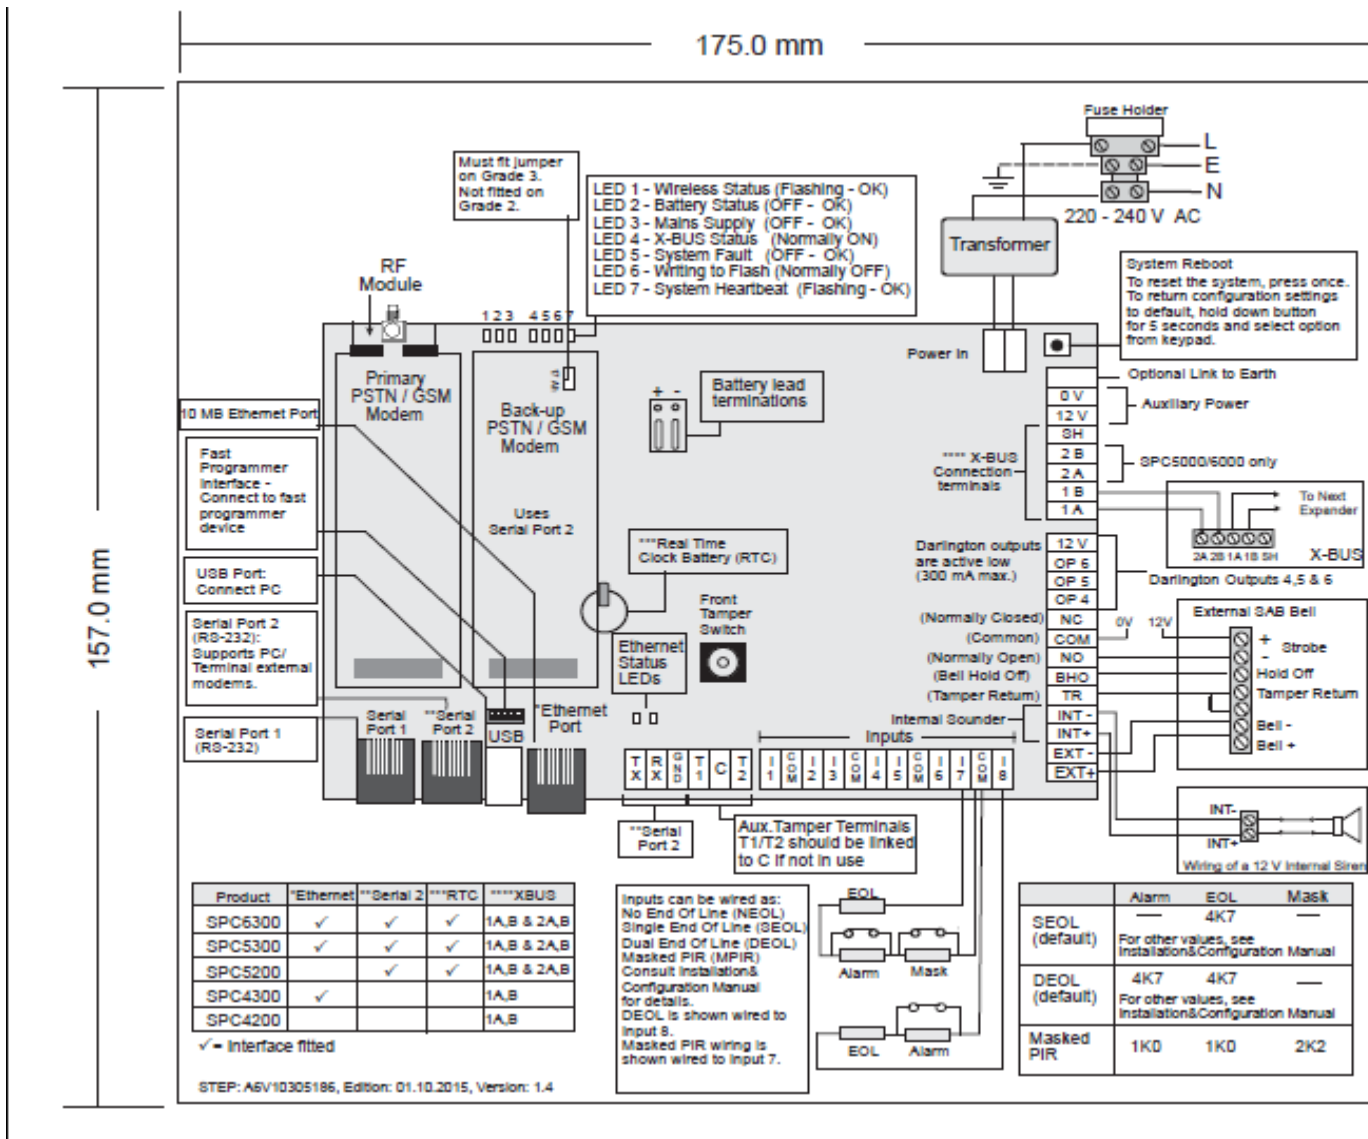 175.0 mm
157.0 mm
Fuse Holder
L
E
N
220 - 240 V AC
Transformer
Must fit jumper
on Grade 3.
Not fitted on
Grade 2.
LED 1 - Wireless Status (Flashing - OK)
LED 2 - Battery Status (OFF - OK)
LED 3 - Mains Supply (OFF - OK)
LED 4 - X-BUS Status (Normally ON)
LED 5 - System Fault (OFF - OK)
LED 6 - Writing to Flash (Normally OFF)
LED 7 - System Heartbeat (Flashing - OK)
System Reboot
To reset the system, press once.
To return configuration settings
to default, hold down button
for 5 seconds and select option
from keypad.
RF
Module
1 2 3 4 5 6 7
Power In
Primary
PSTN / GSM
Modem
Back-up
PSTN / GSM
Modem
Uses
Serial Port 2
+ -
Battery lead
terminations
Optional Link to Earth
0 V
12 V
Auxiliary Power
SH
2 B
2 A
1 B
1 A
**** X-BUS
Connection
terminals
SPC5000/6000 only
To Next
Expander
2A 2B 1A 1B SH
X-BUS
10 MB Ethernet Port
Fast
Programmer
Interface -
Connect to fast
programmer
device
USB Port:
Connect PC
Serial Port 2
(RS-232):
Supports PC/
Terminal external
modems.
Serial Port 1
(RS-232)
***Real Time
Clock Battery (RTC)
Front
Tamper
Switch
Ethernet
Status
LEDs
Darlington outputs
are active low
(300 mA max.)
12 V
OP 6
OP 5
OP 4
Darlington Outputs 4,5 & 6
(Normally Closed)
NC
(Common)
COM
(Normally Open)
NO
(Bell Hold Off)
BHO
(Tamper Return)
TR
Internal Sounder
INT -
INT+
EXT -
EXT+
0V
12V
External SAB Bell
+
-
Strobe
Hold Off
Tamper Return
Bell -
Bell +
Serial
Port 1
**Serial
Port 2
USB
*Ethernet
Port
Inputs
TX
RX
GND
T1
C
T2
I1
COM
I2
I3
COM
I4
I5
COM
I6
I7
COM
I8
**Serial
Port 2
Aux.Tamper Terminals
T1/T2 should be linked
to C if not in use
INT-
INT+
Wiring of a 12 V Internal Siren
Product *Ethernet **Serial 2 ***RTC ****XBUS
SPC6300 ✓ ✓ ✓ 1A,B & 2A,B
SPC5300 ✓ ✓ ✓ 1A,B & 2A,B
SPC5200 ✓ ✓ 1A,B & 2A,B
SPC4300 ✓ 1A,B
SPC4200 1A,B
✓ = Interface fitted
STEP: A6V10305186, Edition: 01.10.2015, Version: 1.4
Inputs can be wired as:
No End Of Line (NEOL)
Single End Of Line (SEOL)
Dual End Of Line (DEOL)
Masked PIR (MPIR)
Consult Installation&
Configuration Manual
for details.
DEOL is shown wired to
Input 8.
Masked PIR wiring is
shown wired to Input 7.
EOL
Alarm
Mask
EOL
Alarm
Alarm EOL Mask
SEOL
(default)
— 4K7 —
For other values, see
Installation&Configuration Manual
DEOL
(default)
4K7 4K7 —
For other values, see
Installation&Configuration Manual
Masked
PIR
1K0 1K0 2K2